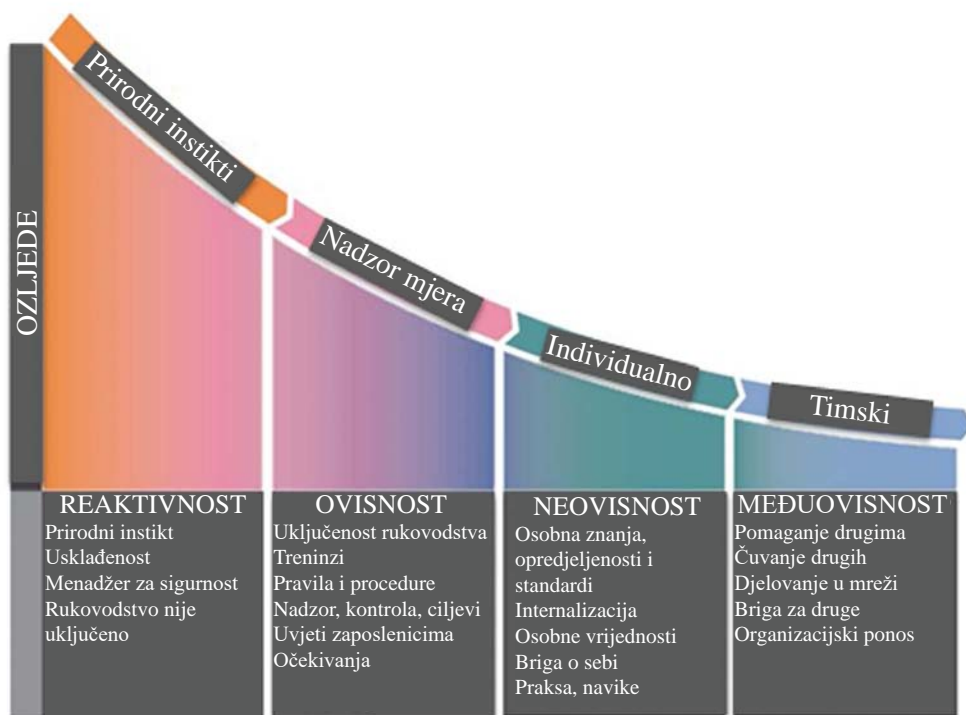 OZLJEDE
Prirodni instikti
Nadzor mjera
Individualno
Timski
REAKTIVNOST
Prirodni instikt
Usklađenost
Menadžer za sigurnost
Rukovodstvo nije
uključeno
OVISNOST
Uključenost rukovodstva
Treninzi
Pravila i procedure
Nadzor, kontrola, ciljevi
Uvjeti zaposlenicima
Očekivanja
NEOVISNOST
Osobna znanja,
opredjeljenosti i
standardi
Internalizacija
Osobne vrijednosti
Briga o sebi
Praksa, navike
MEĐUOVISNOST
Pomaganje drugima
Čuvanje drugih
Djelovanje u mreži
Briga za druge
Organizacijski ponos